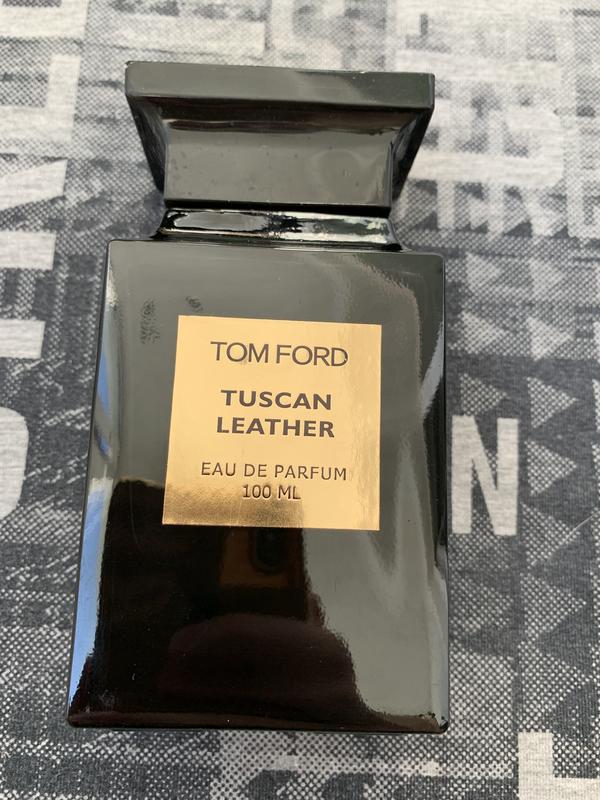 TOM FORD
TUSCAN
LEATHER
EAU DE PARFUM
100 ML
N